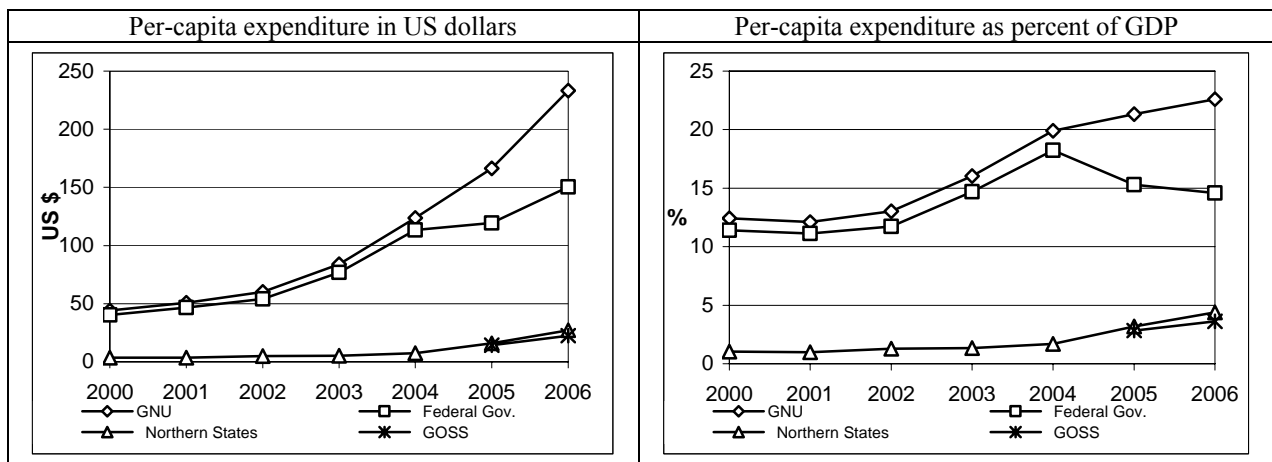 Per-capita expenditure in US dollars
Per-capita expenditure as percent of GDP
250
200
150
100
50
0
US $
2000 2001 2002 2003 2004 2005 2006
GNU Federal Gov.
Northern States GOSS
25
20
15
10
5
0
%
2000 2001 2002 2003 2004 2005 2006
GNU Federal Gov.
Northern States GOSS